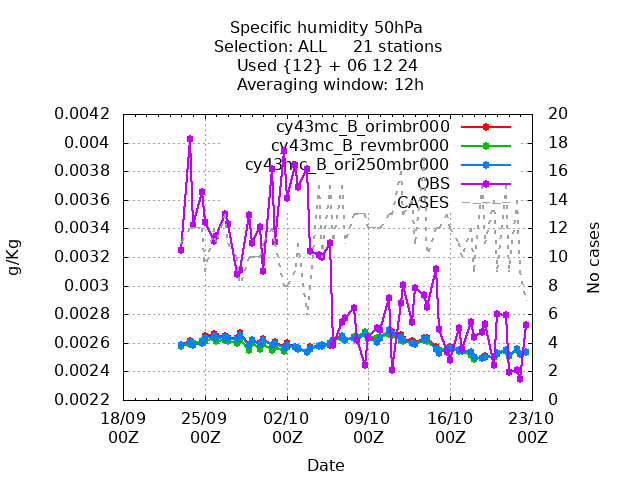 Specific humidity 50hPa
Selection: ALL 21 stations
Used {12} + 06 12 24
Averaging window: 12h
0.0042
0.004
0.0038
0.0036
0.0034
0.0032
0.003
0.0028
0.0026
0.0024
0.0022
g/Kg
cy43mc_B_orimbr000
cy43mc_B_revmbr000
cy43mc_B_ori250mbr000
OBS
CASES
20
18
16
14
12
10
8
6
4
2
0
No cases
18/09 25/09 02/10 09/10 16/10 23/10
00Z 00Z 00Z 00Z 00Z 00Z
Date